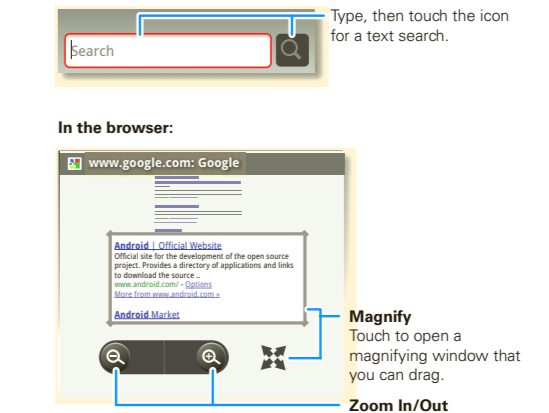 Type, then touch the icon
for a text search.
Search
In the browser:
www.google.com: Google
Android | Official Website
Official site for the development of the open source
project. Provides a directory of applications and links
to download the source ..
www.android.com/ - Options
More from www.android.com »
Android Market
Magnify
Touch to open a
magnifying window that
you can drag.
Zoom In/Out